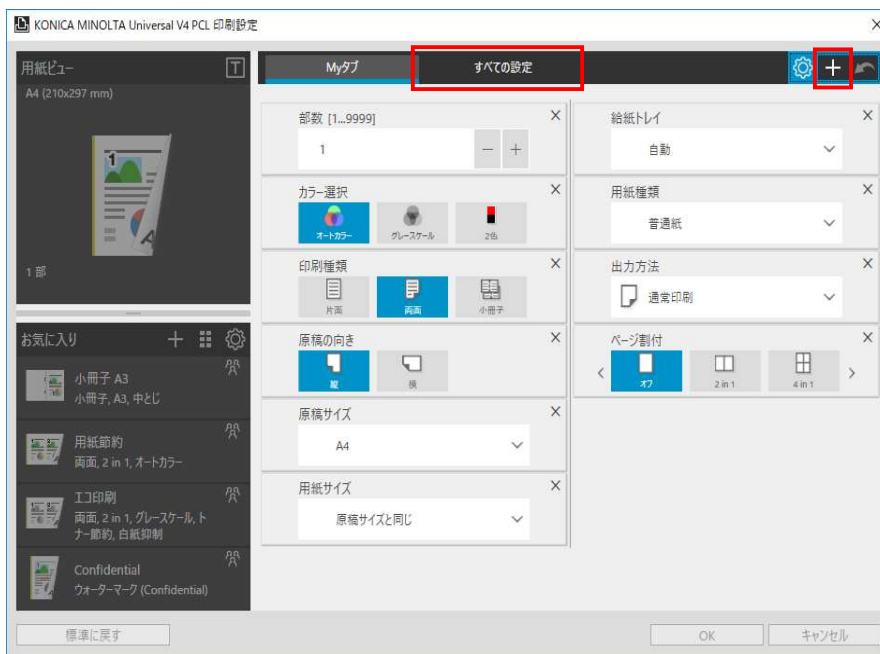 KONICA MINOLTA Universal V4 PCL 印刷設定
用紙ビュー
A4 (210x297 mm)
1
1 部
お気に入り
小冊子 A3
小冊子, A3, 中とじ
用紙節約
両面, 2 in 1, オートカラー
エコ印刷
両面, 2 in 1, グレースケール, ト
ナー節約, 白紙抑制
Confidential
ウォーターマーク (Confidential)
標準に戻す
Myタブ
すべての設定
部数 [1...9999]
1
カラー選択
オートカラー
グレースケール
2色
印刷種類
片面
両面
小冊子
原稿の向き
縦
横
原稿サイズ
A4
用紙サイズ
原稿サイズと同じ
給紙トレイ
自動
用紙種類
普通紙
出力方法
通常印刷
ページ割付
オフ
2 in 1
4 in 1
OK
キャンセル